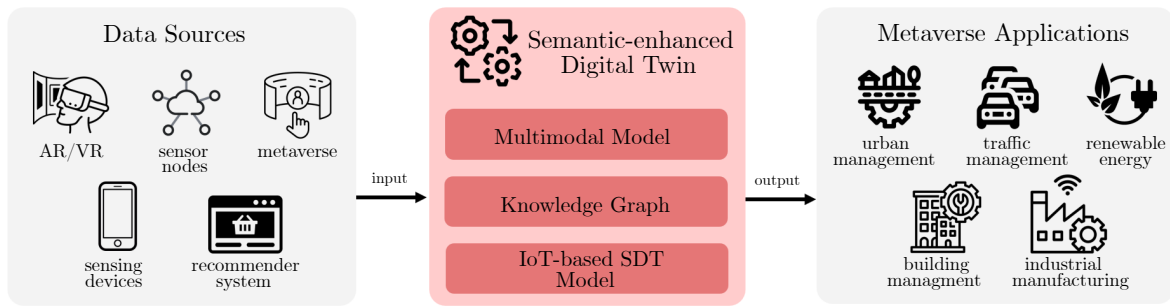 Data Sources
AR/VR
sensor
nodes
metaverse
sensing
devices
recommender
system
input
Semantic-enhanced
Digital Twin
Multimodal Model
Knowledge Graph
IoT-based SDT
Model
output
Metaverse Applications
urban
management
traffic
management
renewable
energy
building
managment
industrial
manufacturing